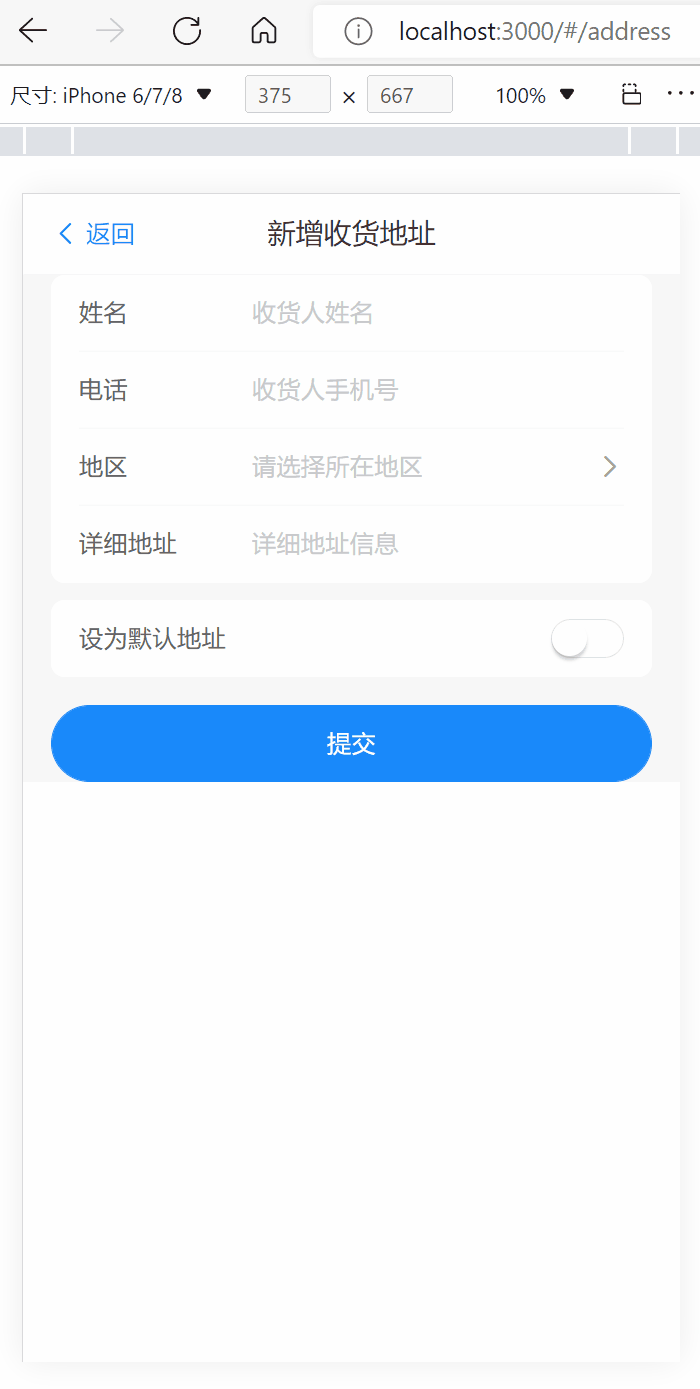 localhost:3000/#/address
尺寸: iPhone 6/7/8 375 × 667 100%
返回 新增收货地址
姓名 收货人姓名
电话 收货人手机号
地区 请选择所在地区
详细地址 详细地址信息
设为默认地址
提交